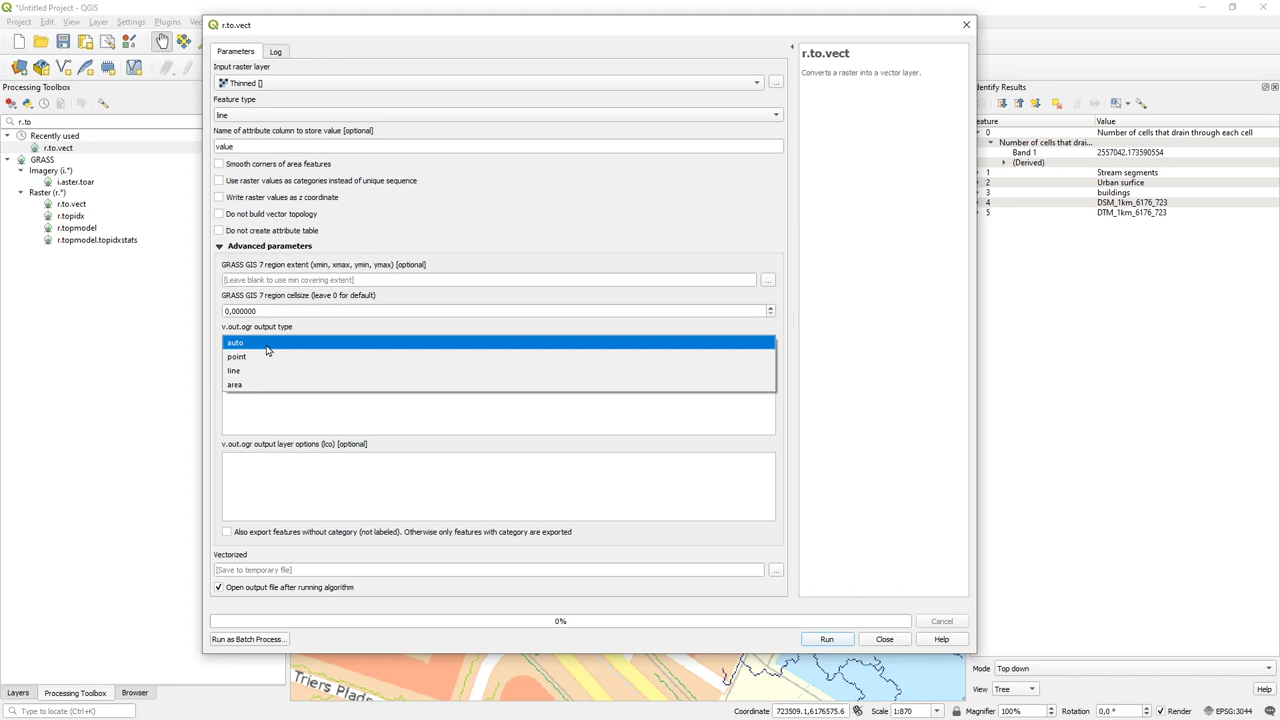 *Untitled Project — QGIS
Project Edit View Layer Settings Plugins
r.to.vect
Processing Toolbox
r.to
Recently used
r.to.vect
GRASS
Imagery (i.*)
i.aster.toar
Raster (r.*)
r.to.vect
r.topidx
r.topmodel
r.topmodel.topidxstats
Parameters Log
Input raster layer
Thinned []
...
Feature type
line
Name of attribute column to store value [optional]
value
Smooth corners of area features
Use raster values as categories instead of unique sequence
Write raster values as z coordinate
Do not build vector topology
Do not create attribute table
Advanced parameters
GRASS GIS 7 region extent (xmin, xmax, ymin, ymax) [optional]
[Leave blank to use min covering extent]
...
GRASS GIS 7 region cellsize (leave 0 for default)
0,000000
v.out.ogr output type
auto
point
line
area
v.out.ogr output layer options (lco) [optional]
Also export features without category (not labeled). Otherwise only features with category are exported
Vectorized
[Save to temporary file]
...
Open output file after running algorithm
0%
Cancel
Run as Batch Process...
Run Close Help
r.to.vect
Converts a raster into a vector layer.
Identify Results
eature Value
0 Number of cells that drain through each cell
Number of cells that drai...
Band 1 2557042.173590554
(Derived)
1 Stream segments
2 Urban surfice
3 buildings
4 DSM_1km_6176_723
5 DTM_1km_6176_723
Triers Plads
Mode Top down
View Tree Help
Layers Processing Toolbox Browser
Type to locate (Ctrl+K)
Coordinate 723509.1,6176575.6 Scale 1:870 Magnifier 100% Rotation 0,0 ° Render EPSG:3044